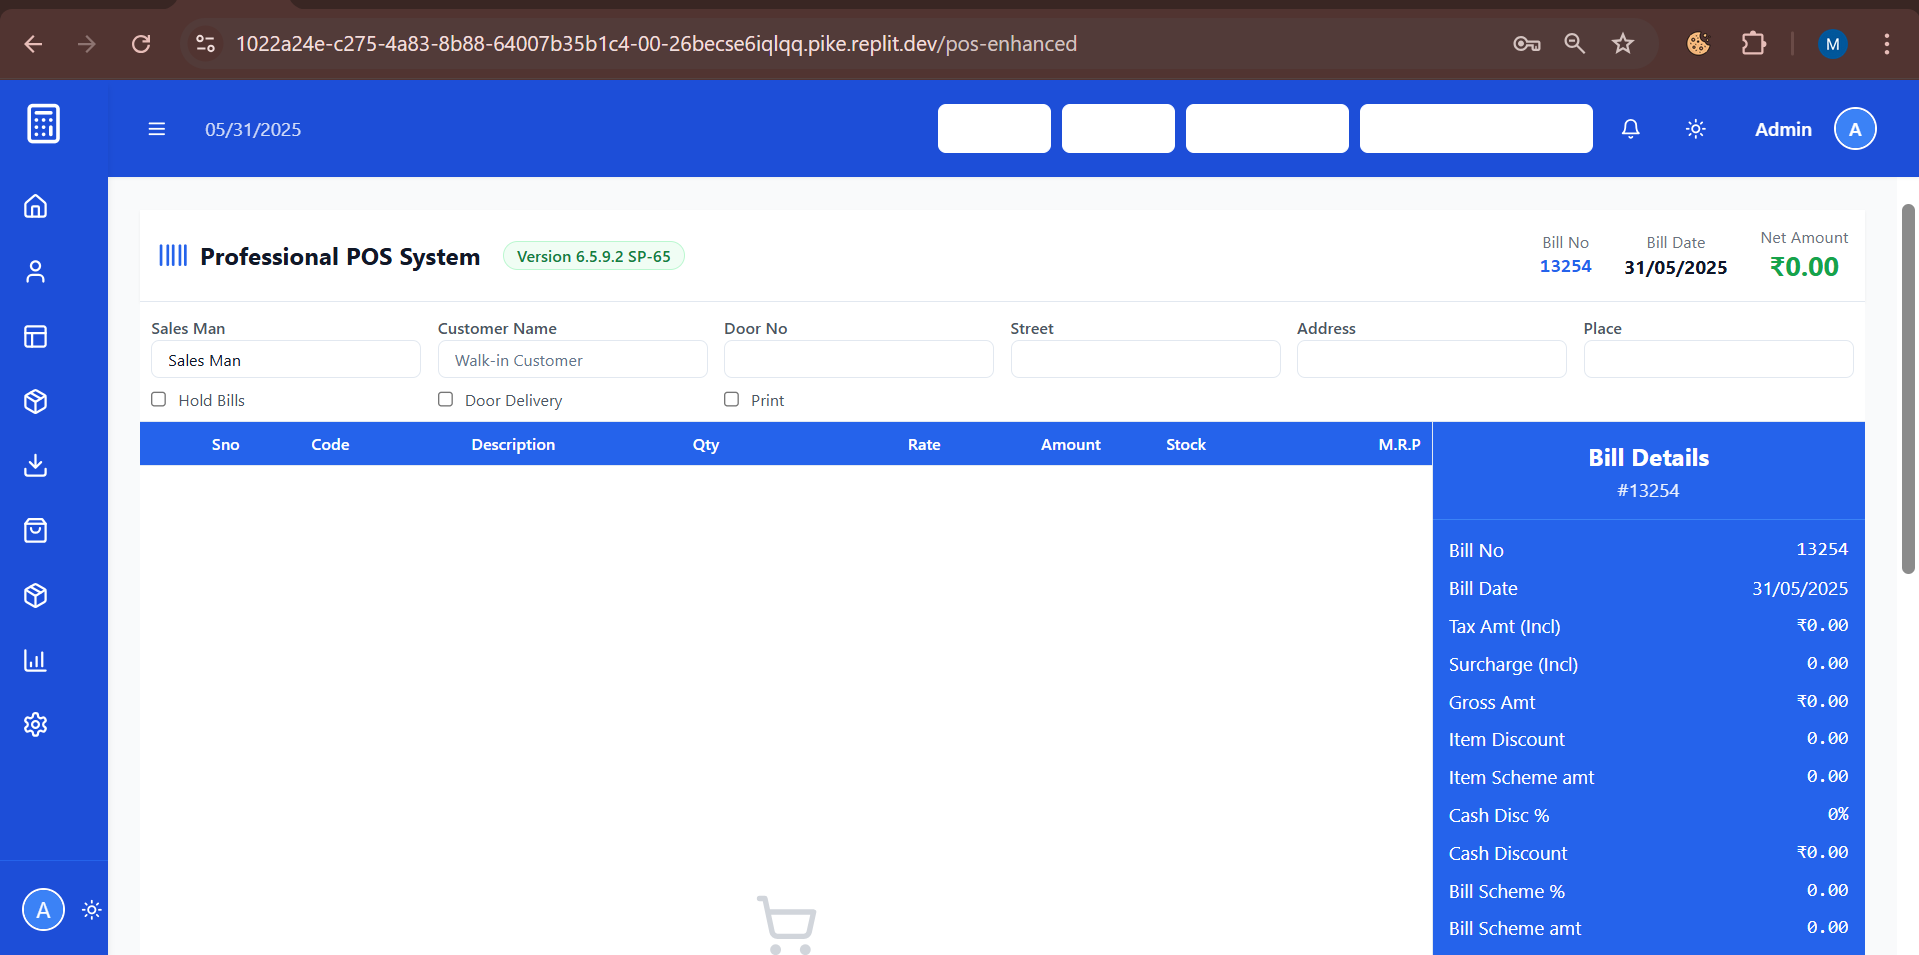 1022a24e-c275-4a83-8b88-64007b35b1c4-00-26becse6iqlqq.pike.replit.dev/pos-enhanced
M
05/31/2025
Admin
A
Professional POS System
Version 6.5.9.2 SP-65
Bill No
13254
Bill Date
31/05/2025
Net Amount
₹0.00
Sales Man
Customer Name
Door No
Street
Address
Place
Sales Man
Walk-in Customer
Hold Bills
Door Delivery
Print
Sno Code Description Qty Rate Amount Stock M.R.P
Bill Details
#13254
Bill No 13254
Bill Date 31/05/2025
Tax Amt (Incl) ₹0.00
Surcharge (Incl) 0.00
Gross Amt ₹0.00
Item Discount 0.00
Item Scheme amt 0.00
Cash Disc % 0%
Cash Discount ₹0.00
Bill Scheme % 0.00
Bill Scheme amt 0.00
A